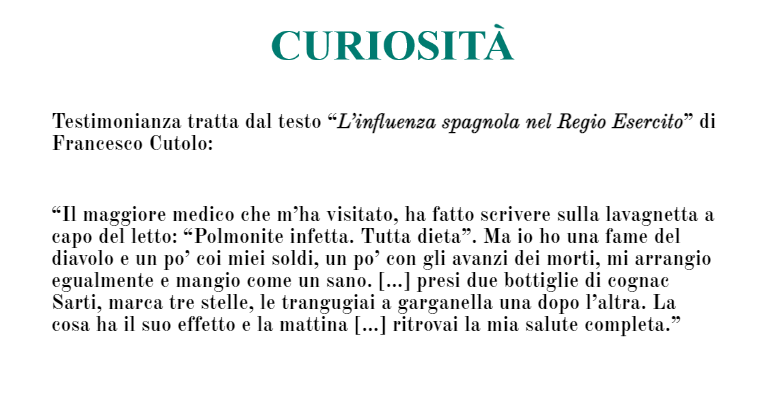 CURIOSITÀ
Testimonianza tratta dal testo “L’influenza spagnola nel Regio Esercito” di
Francesco Cutolo:
“Il maggiore medico che m’ha visitato, ha fatto scrivere sulla lavagnetta a
capo del letto: “Polmonite infetta. Tutta dieta”. Ma io ho una fame del
diavolo e un po’ coi miei soldi, un po’ con gli avanzi dei morti, mi arrangio
egualmente e mangio come un sano. [...] presi due bottiglie di cognac
Sarti, marca tre stelle, le trangugiai a garganella una dopo l’altra. La
cosa ha il suo effetto e la mattina [...] ritrovai la mia salute completa.”